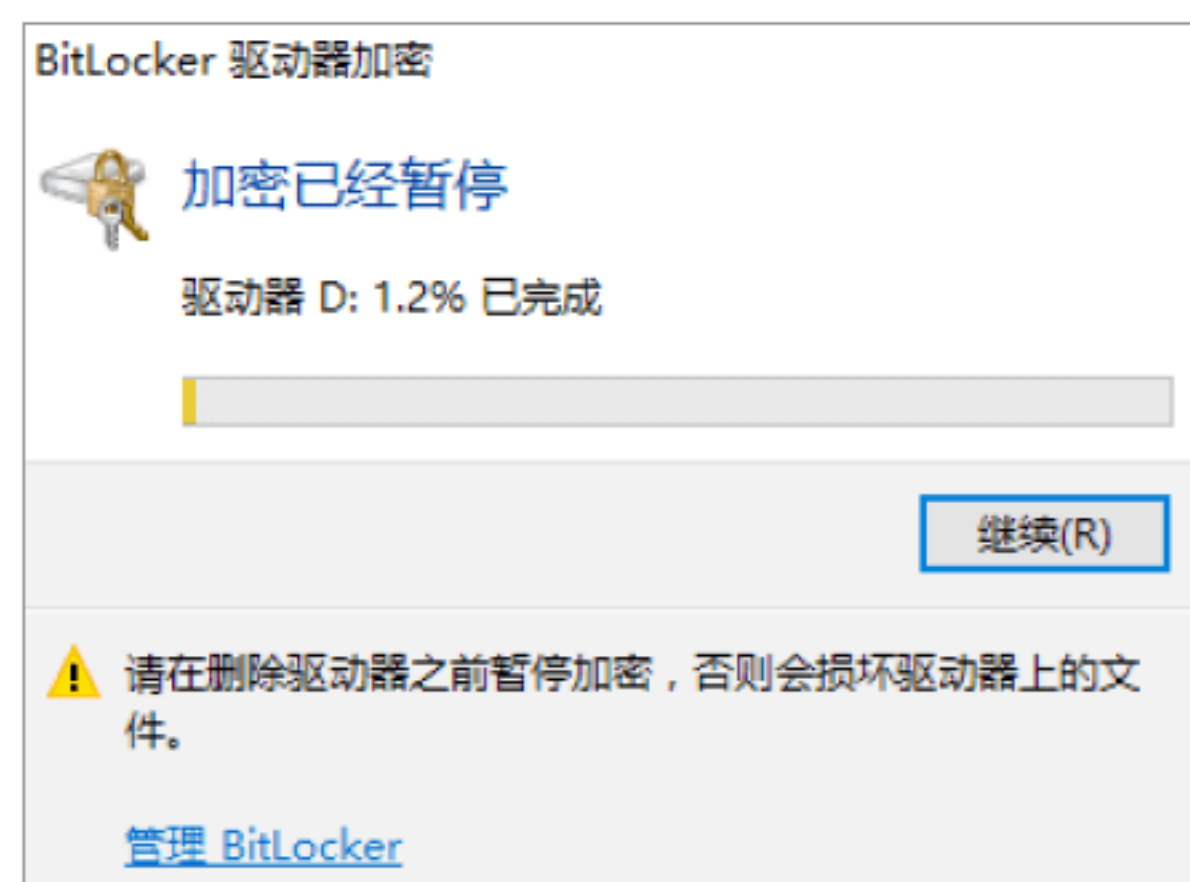 BitLocker 驱动器加密
加密已经暂停
驱动器 D: 1.2% 已完成
继续(R)
请在删除驱动器之前暂停加密，否则会损坏驱动器上的文
件。
管理 BitLocker